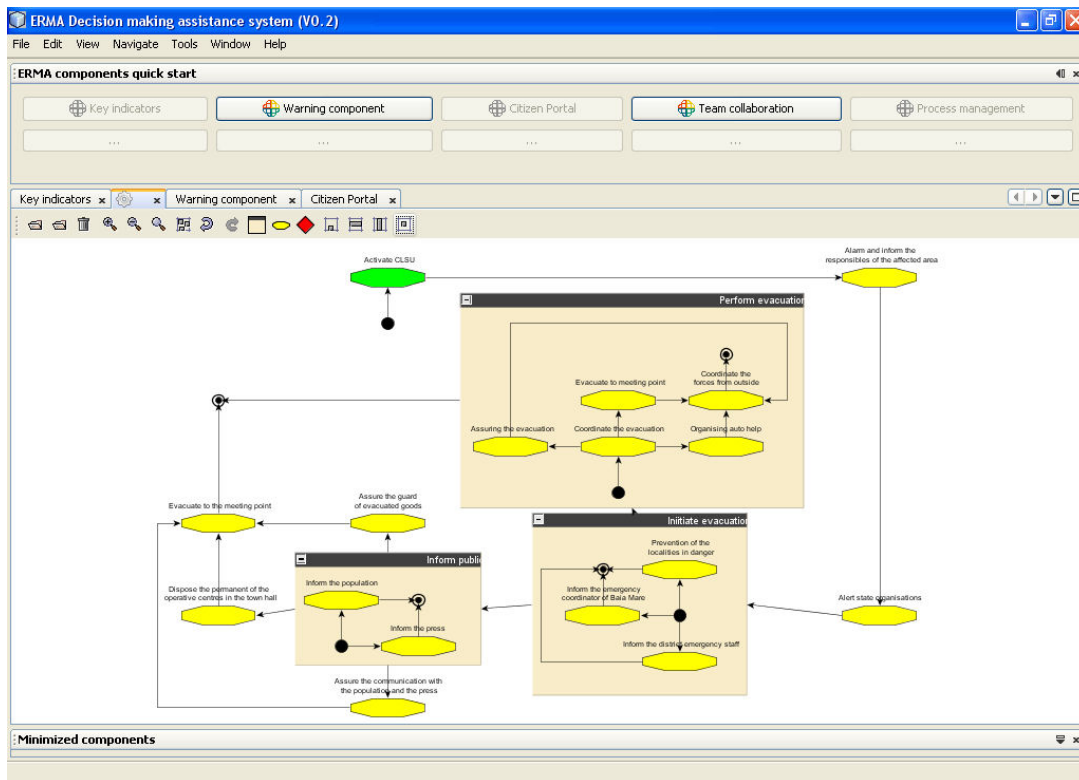 ERMA Decision making assistance system (V0.2)
File Edit View Navigate Tools Window Help
ERMA components quick start
Key indicators Warning component Citizen Portal Team collaboration Process management
... ... ... ... ...
Key indicators Warning component Citizen Portal
Activate CLSU
Alarm and inform the
responsibles of the affected area
Perform evacuation
Coordinate the
forces from outside
Evacuate to meeting point
Assuring the evacuation
Coordinate the evacuation
Organising auto help
Evacuate to the meeting point
Assure the guard
of evacuated goods
Initiate evacuation
Prevention of the
localities in danger
Inform public
Inform the population
Dispose the permanent of the
operative centres in the town hall
Inform the emergency
coordinator of Baia Mare
Alert state organisations
Inform the press
Inform the district emergency staff
Assure the communication with
the population and the press
Minimized components